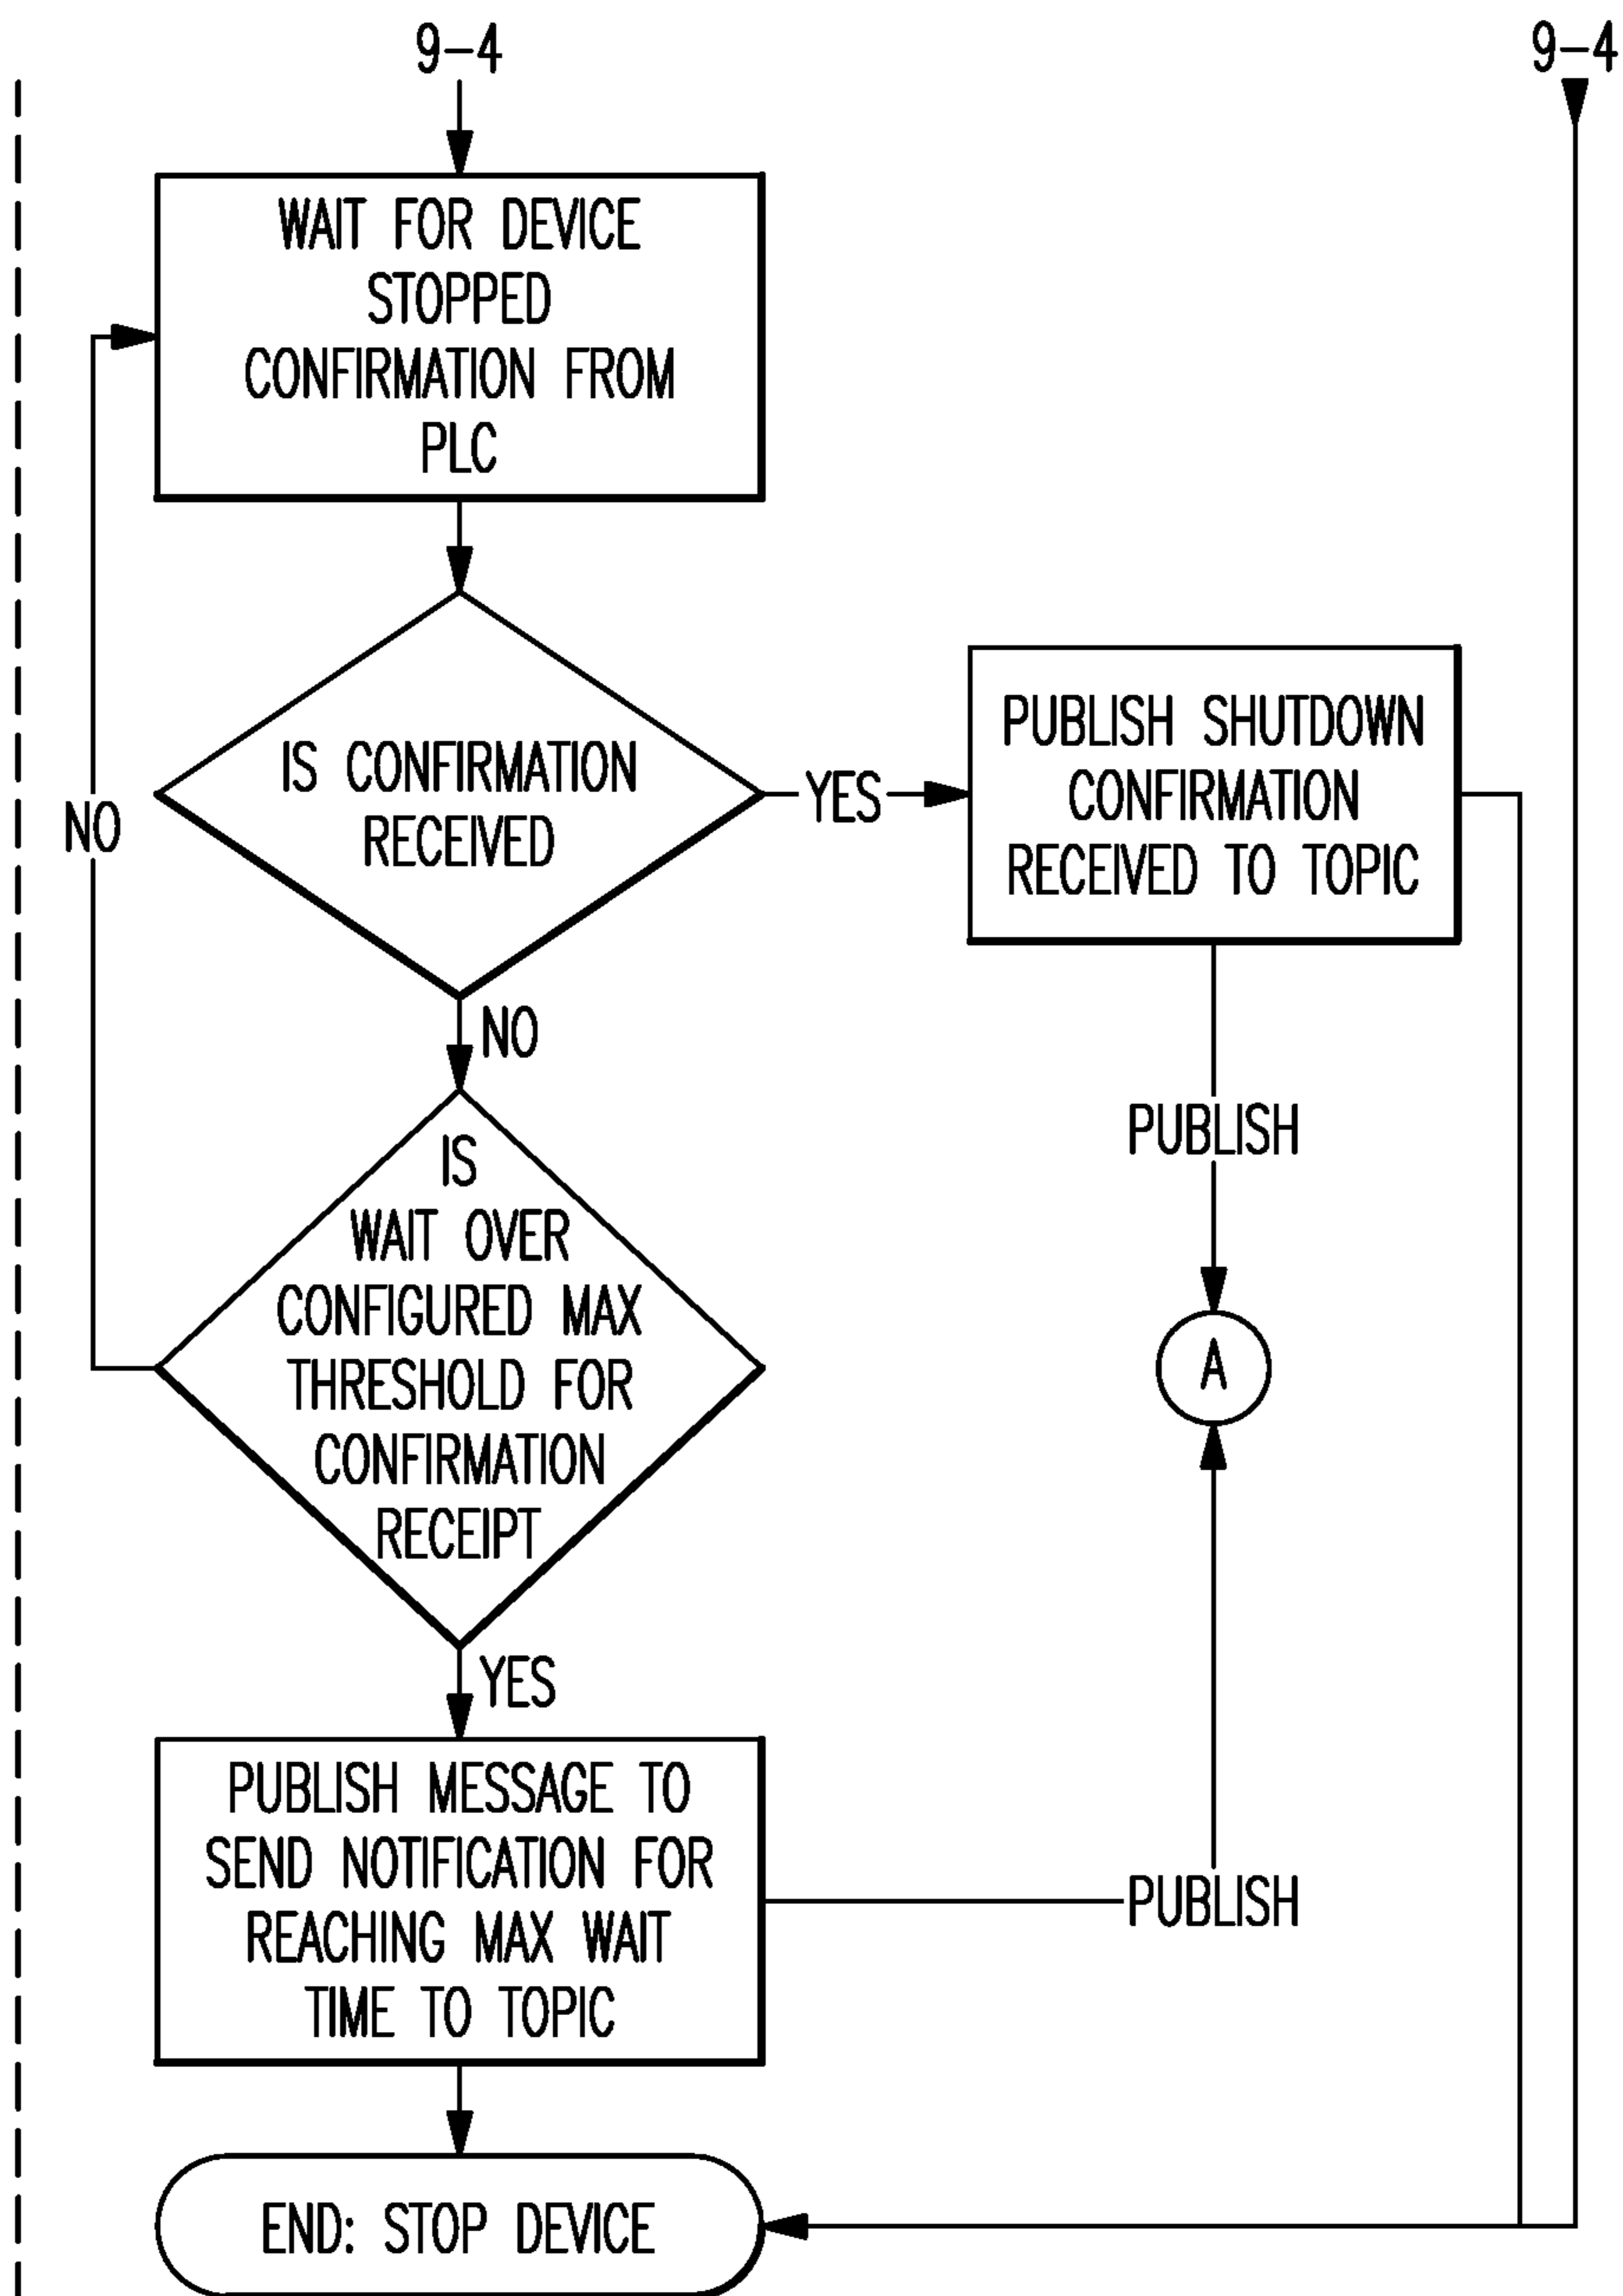 9-4
9-4
WAIT FOR DEVICE
STOPPED
CONFIRMATION FROM
PLC
IS CONFIRMATION
RECEIVED
YES
PUBLISH SHUTDOWN
CONFIRMATION
RECEIVED TO TOPIC
NO
NO
PUBLISH
IS
WAIT OVER
CONFIGURED MAX
THRESHOLD FOR
CONFIRMATION
RECEIPT
A
YES
PUBLISH MESSAGE TO
SEND NOTIFICATION FOR
REACHING MAX WAIT
TIME TO TOPIC
PUBLISH
END: STOP DEVICE